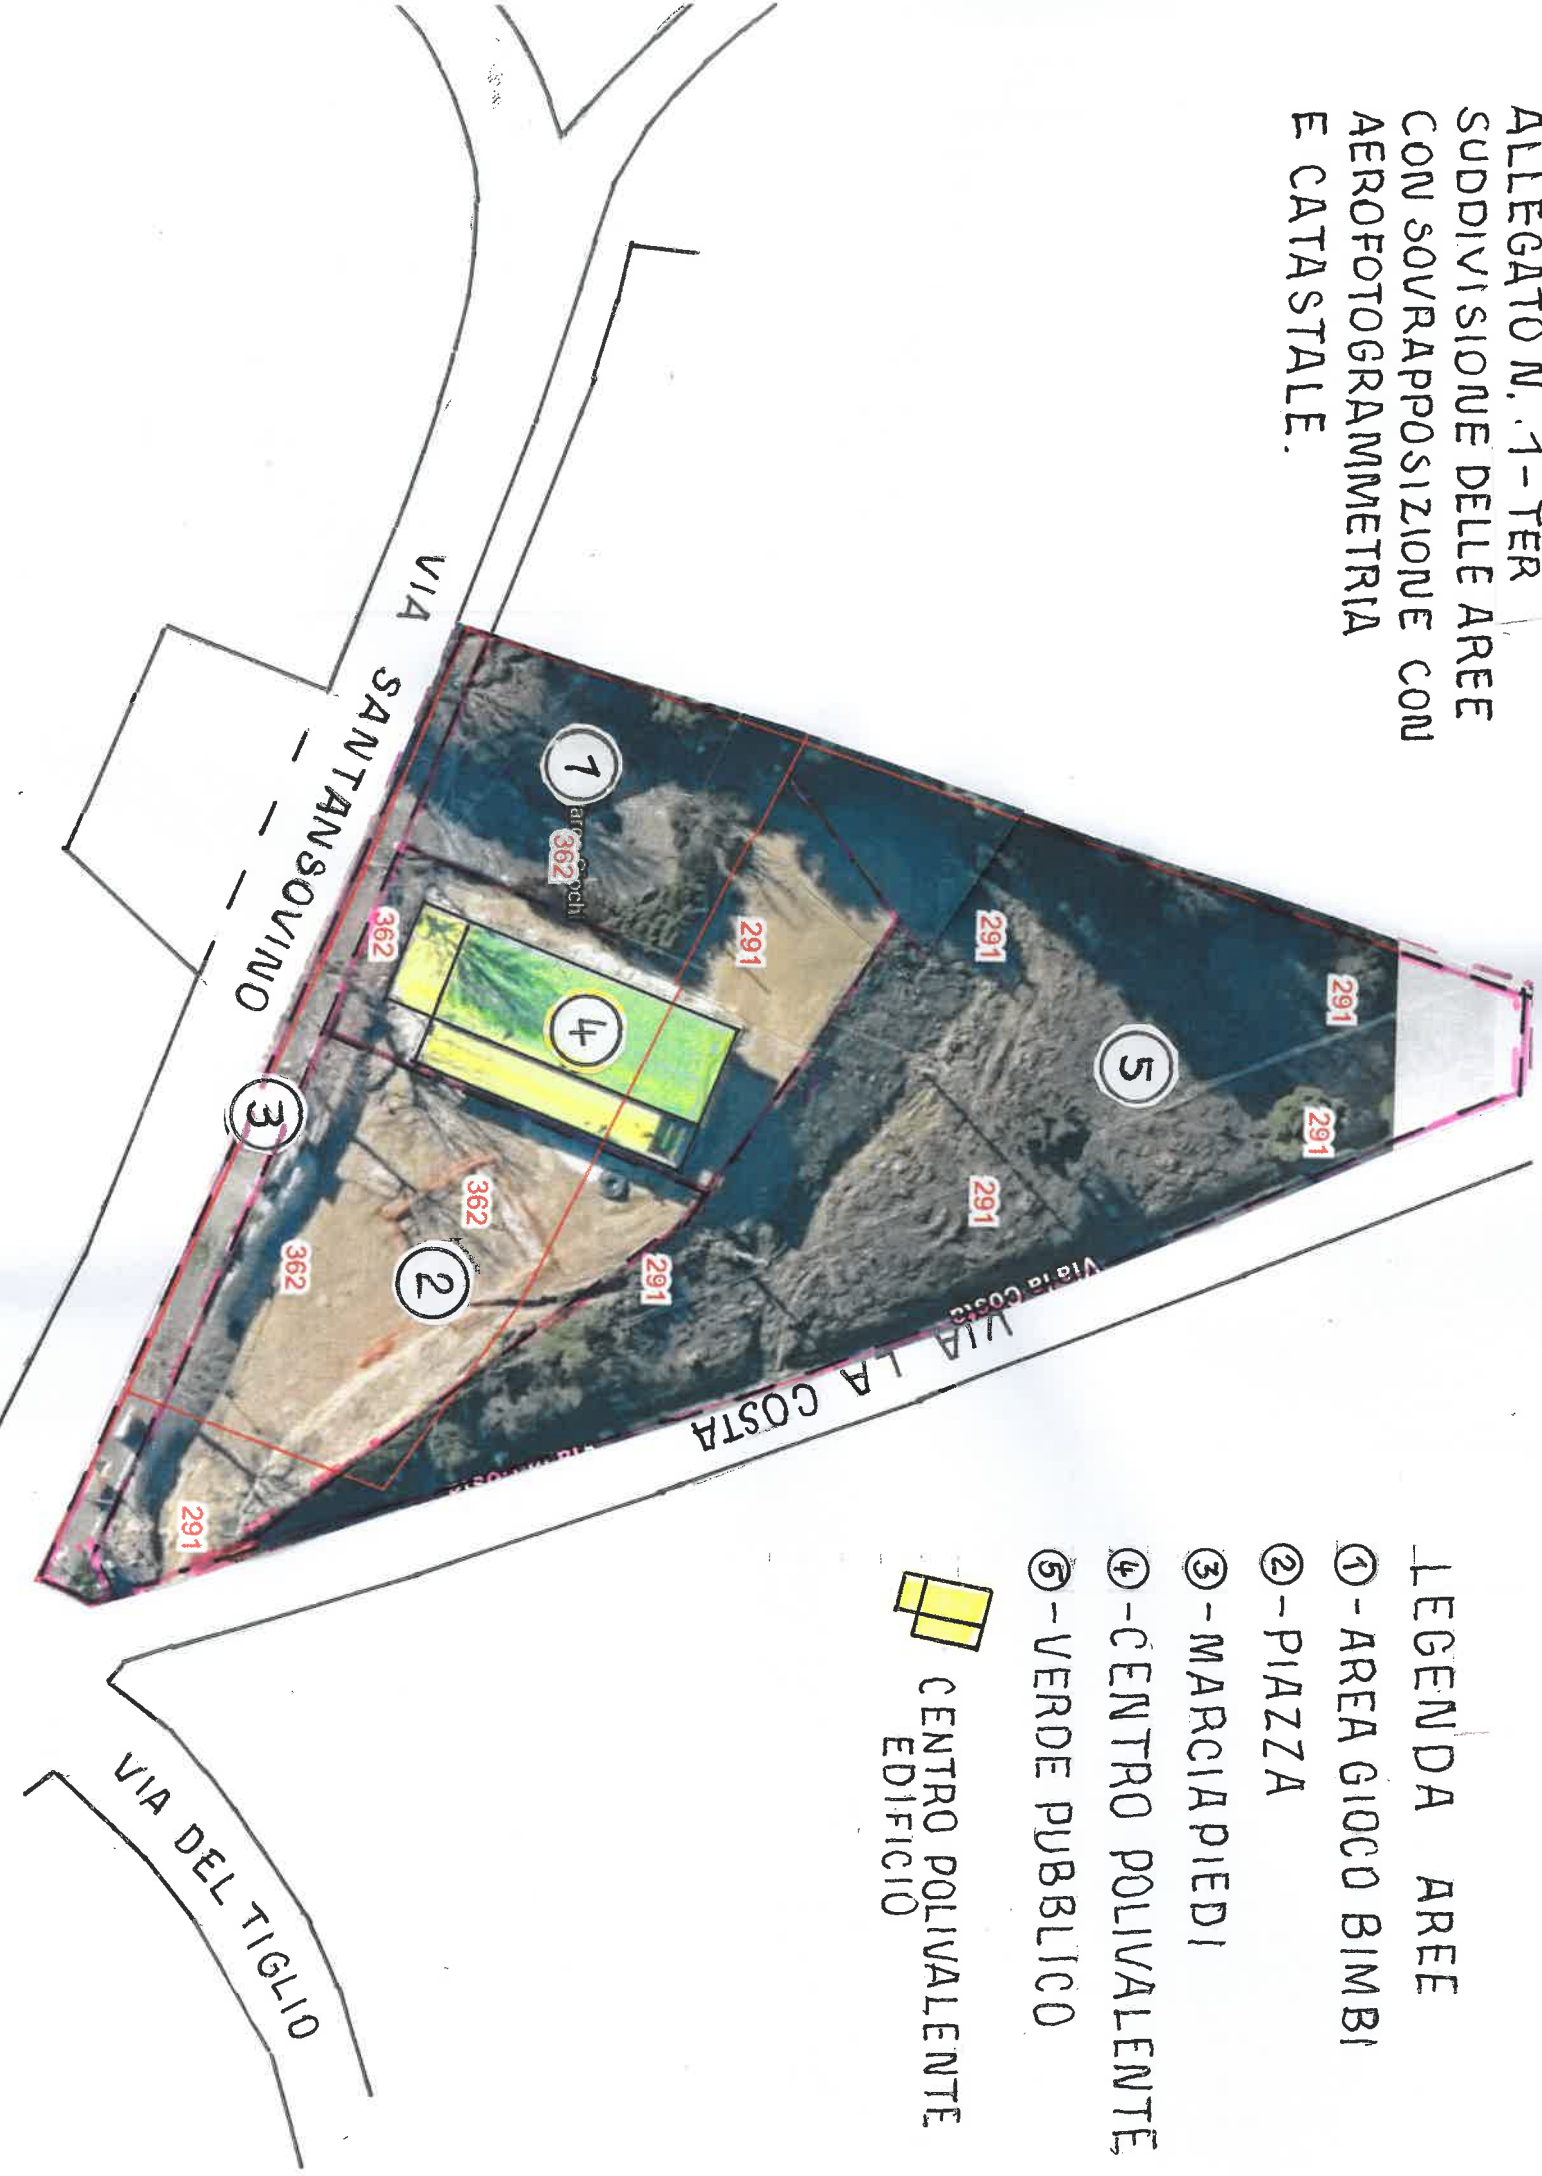 ALLEGATO N. 1-TER
SUDDIVISIONE DELLE AREE
CON SOVRAPPOSIZIONE CON
AEROFOTOGRAMMETRIA
E CATASTALE.
LEGENDA AREE
1-AREA GIOCO BIMBI
2-PIAZZA
3-MARCIAPIEDI
4-CENTRO POLIVALENTE
5-VERDE PUBBLICO
CENTRO POLIVALENTE
EDIFICIO
VIA SANTANSOVINO
VIA LA COSTA
Via la Costa
VIA DEL TIGLIO
1
2
3
4
5
362
362
362
362
291
291
291
291
291
291
291